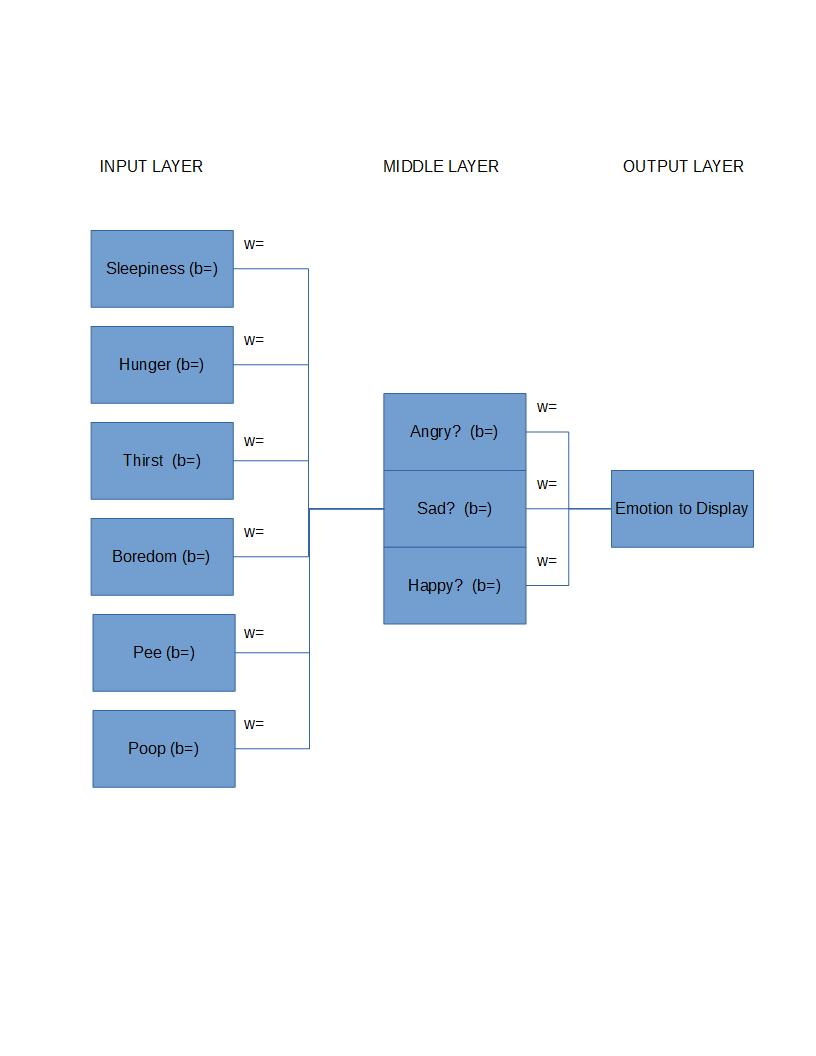 INPUT LAYER
MIDDLE LAYER
OUTPUT LAYER
w=
Sleepiness (b=)
w=
Hunger (b=)
w=
Thirst  (b=)
w=
Boredom (b=)
w=
Pee (b=)
w=
Poop (b=)
w=
Angry?  (b=)
w=
Sad?  (b=)
w=
Happy?  (b=)
Emotion to Display